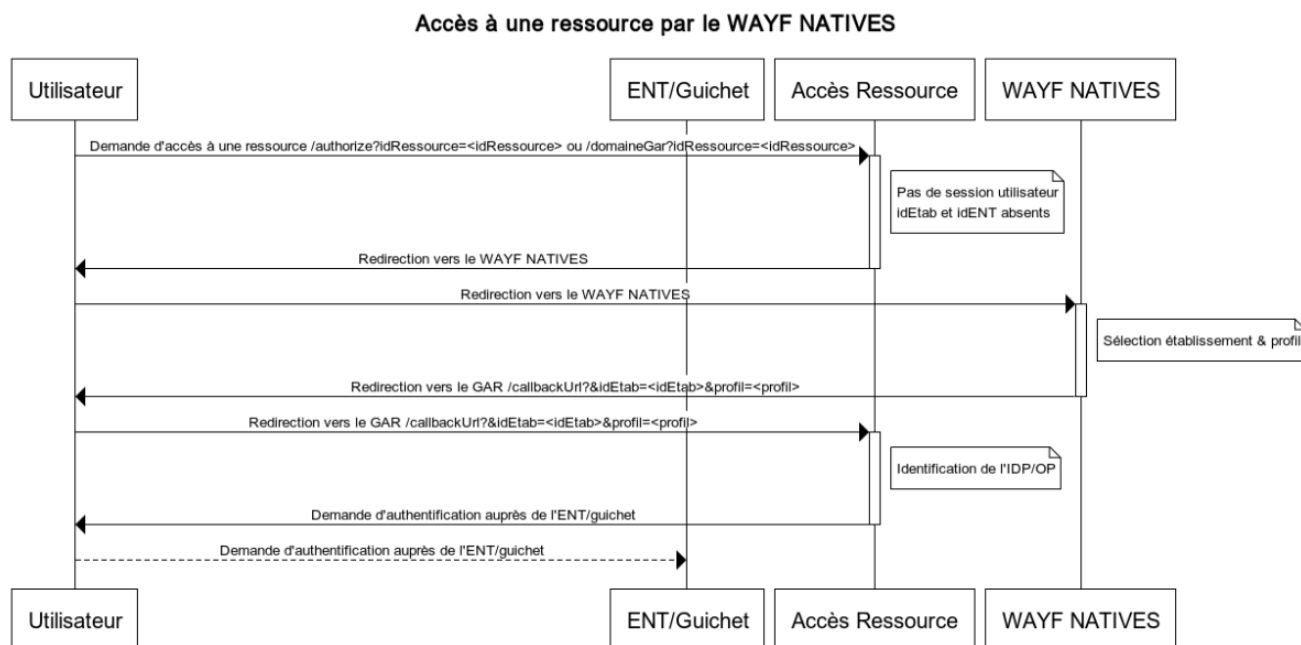 Accès à une ressource par le WAYF NATIVES
Utilisateur
ENT/Guichet
Accès Ressource
WAYF NATIVES
Demande d'accès à une ressource /authorize?idRessource=<idRessource> ou /domaineGar?idRessource=<idRessource>
Pas de session utilisateur
idEtab et idENT absents
Redirection vers le WAYF NATIVES
Redirection vers le WAYF NATIVES
Sélection établissement & profil
Redirection vers le GAR /callbackUrl?&idEtab=<idEtab>&profil=<profil>
Redirection vers le GAR /callbackUrl?&idEtab=<idEtab>&profil=<profil>
Identification de l'IDP/OP
Demande d'authentification auprès de l'ENT/guichet
Demande d'authentification auprès de l'ENT/guichet
Utilisateur
ENT/Guichet
Accès Ressource
WAYF NATIVES